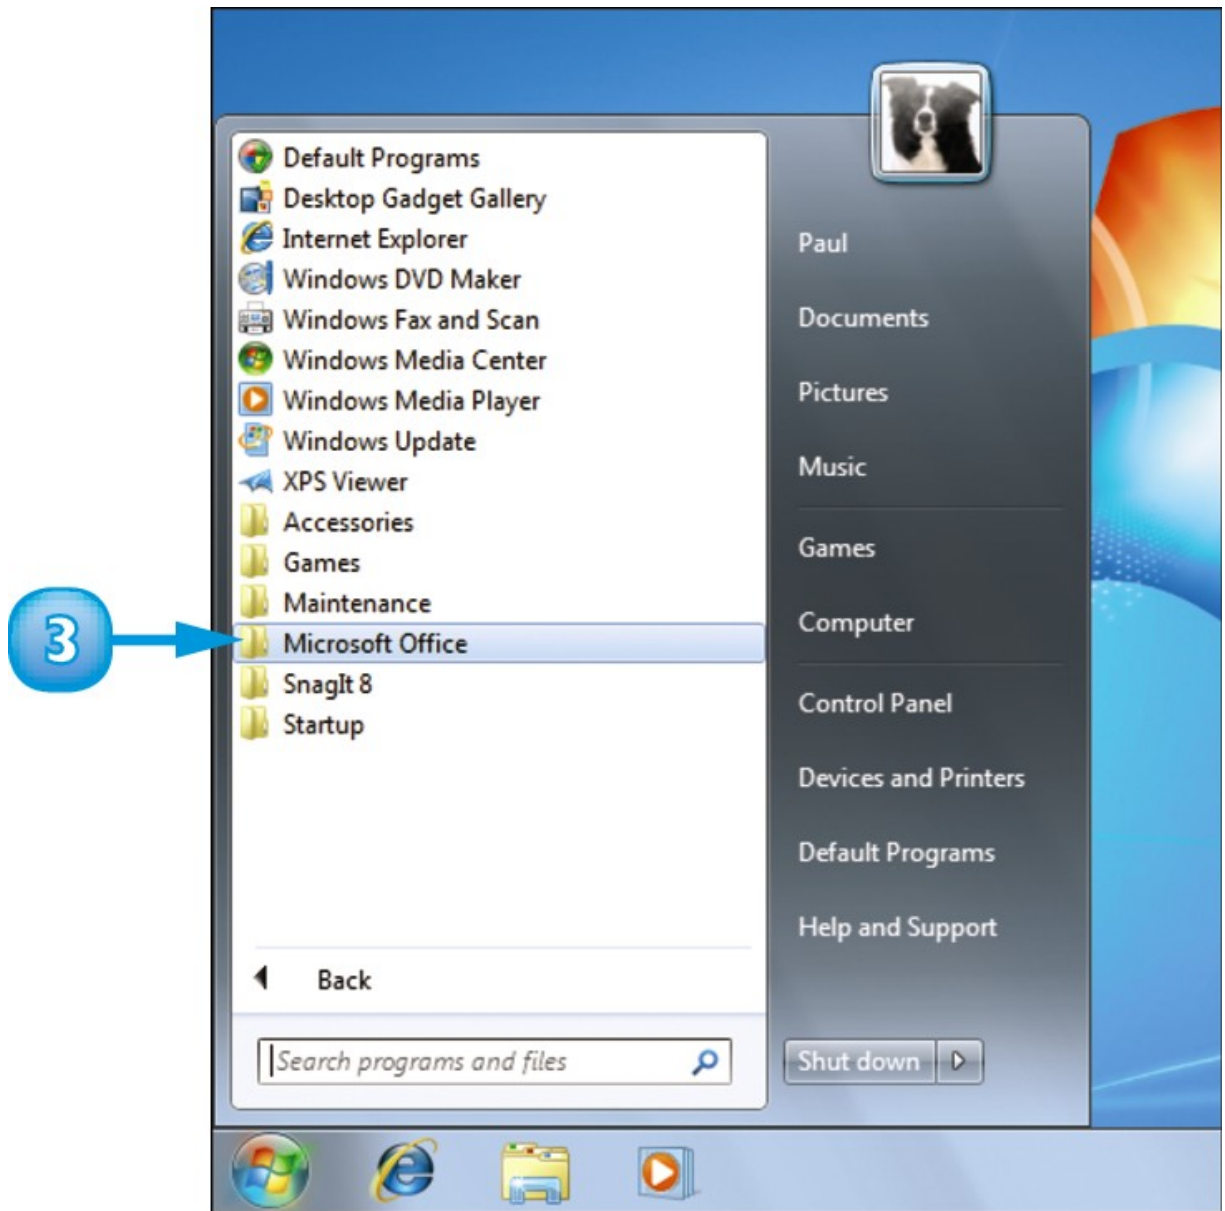 Default Programs
Desktop Gadget Gallery
Internet Explorer
Windows DVD Maker
Windows Fax and Scan
Windows Media Center
Windows Media Player
Windows Update
XPS Viewer
Accessories
Games
Maintenance
3
Microsoft Office
SnagIt 8
Startup
Back
Search programs and files
Paul
Documents
Pictures
Music
Games
Computer
Control Panel
Devices and Printers
Default Programs
Help and Support
Shut down